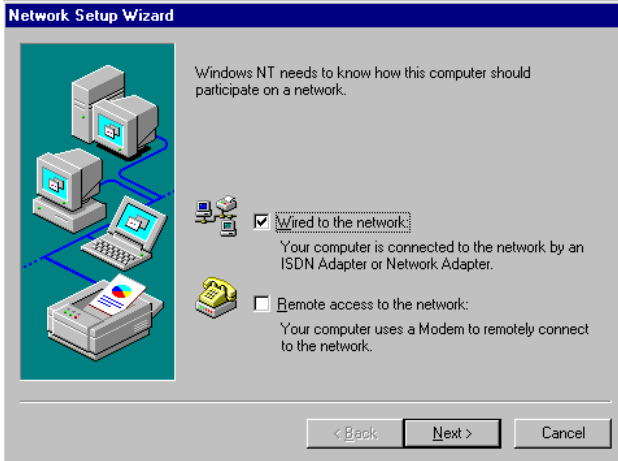 Network Setup Wizard
Windows NT needs to know how this computer should
participate on a network.
Wired to the network:
Your computer is connected to the network by an
ISDN Adapter or Network Adapter.
Remote access to the network:
Your computer uses a Modem to remotely connect
to the network.
< Back
Next >
Cancel